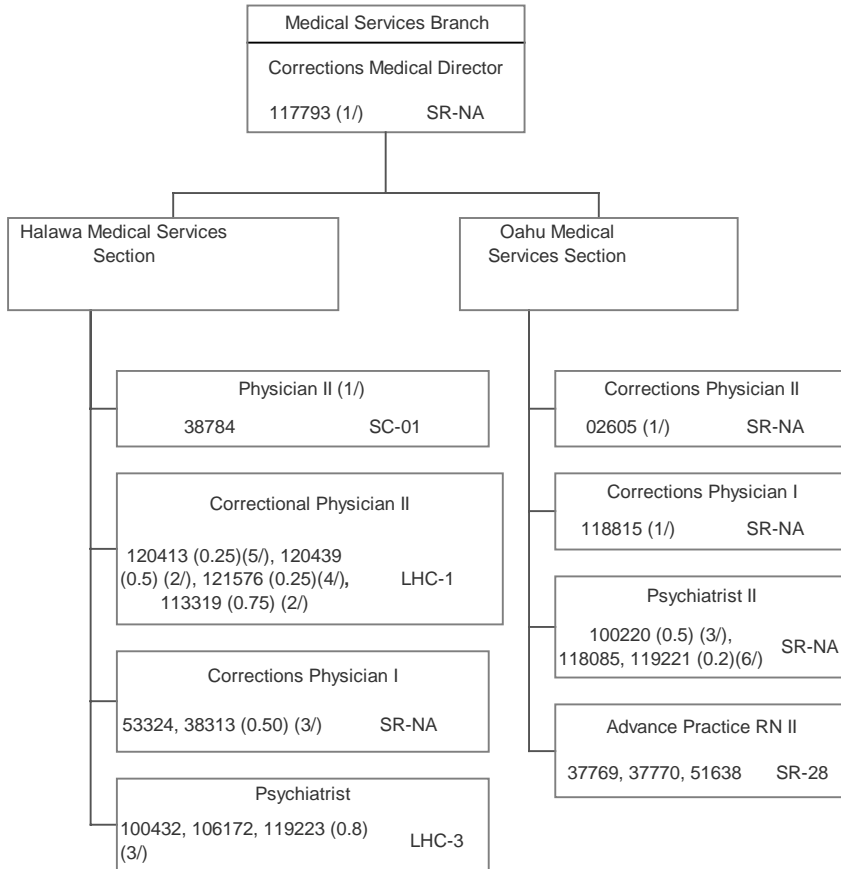 Medical Services Branch
Corrections Medical Director
117793 (1/) SR-NA
Halawa Medical Services
Section
Oahu Medical
Services Section
Physician II (1/)
38784 SC-01
Correctional Physician II
120413 (0.25)(5/), 120439
(0.5) (2/), 121576 (0.25)(4/),
113319 (0.75) (2/)
LHC-1
Corrections Physician I
53324, 38313 (0.50) (3/) SR-NA
Psychiatrist
100432, 106172, 119223 (0.8)
(3/)
LHC-3
Corrections Physician II
02605 (1/) SR-NA
Corrections Physician I
118815 (1/) SR-NA
Psychiatrist II
100220 (0.5) (3/),
118085, 119221 (0.2)(6/)
SR-NA
Advance Practice RN II
37769, 37770, 51638 SR-28